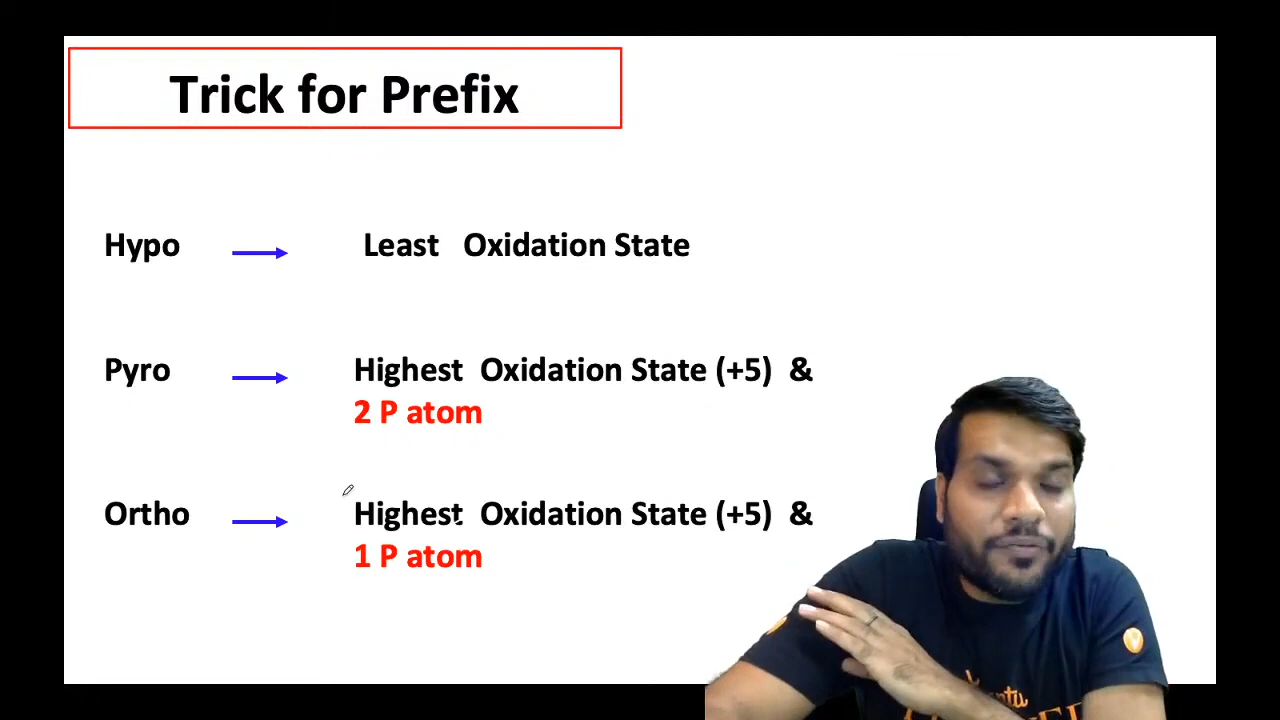 Trick for Prefix
Hypo Least Oxidation State
Pyro Highest Oxidation State (+5) &
2 P atom
Ortho Highest Oxidation State (+5) &
1 P atom